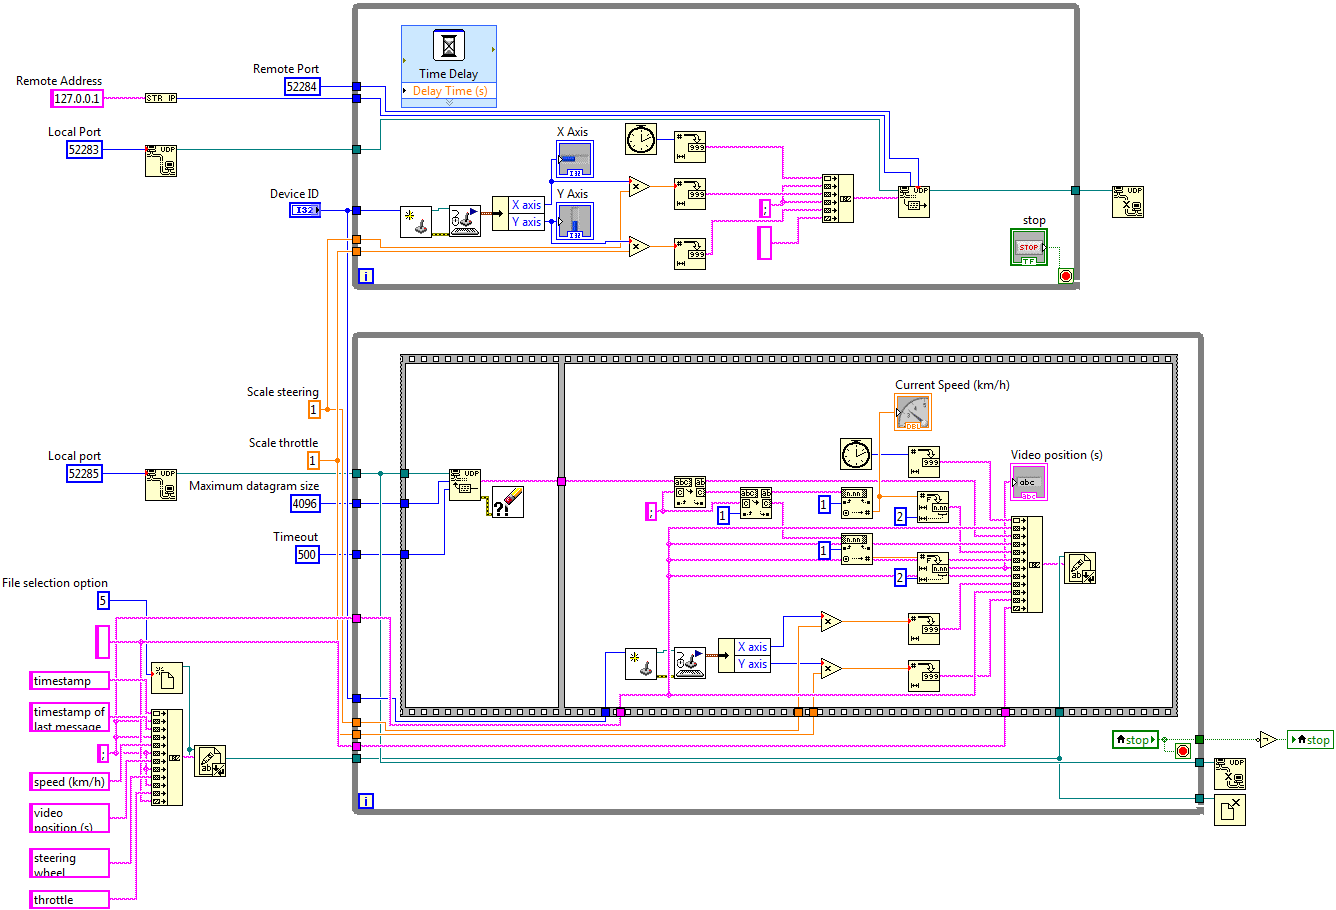 Time Delay
Delay Time (s)
Remote Port
52284
Remote Address
127.0.0.1
STR IP
Local Port
52283
UDP
Device ID
I32
X Axis
I32
Y Axis
I32
X axis
Y axis
#
999
#
999
#
999
;
UDP
UDP
stop
STOP
TF
i
Scale steering
1
Scale throttle
1
Local port
52285
UDP
Maximum datagram size
4096
Timeout
500
UDP
?!
Current Speed (km/h)
DBL
#
999
Video position (s)
abc
abc
;
1
1
2
1
2
X axis
Y axis
#
999
#
999
File selection option
5
timestamp
timestamp of
last message
;
speed (km/h)
video
position (s)
steering
wheel
throttle
i
stop
stop
UDP